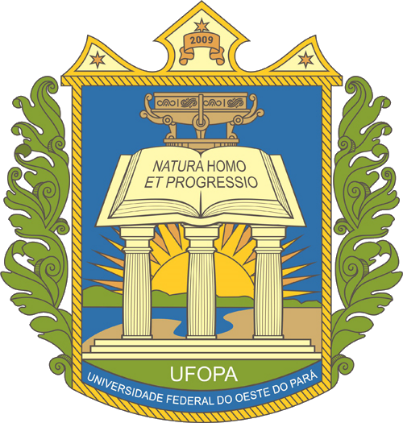 2009
NATURA HOMO
ET PROGRESSIO
UFOPA
UNIVERSIDADE FEDERAL DO OESTE DO PARÁ